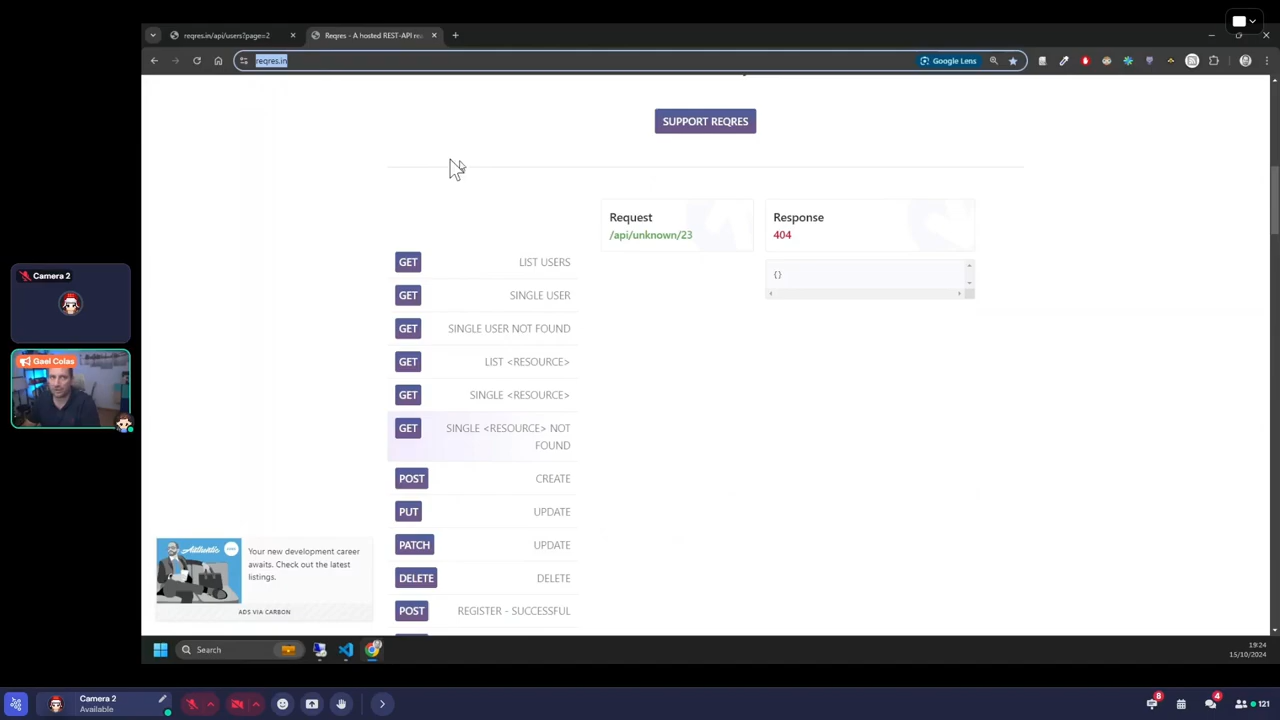 reqres.in/api/users?page=2
Reqres - A hosted REST-API re
reqres.in
Google Lens
SUPPORT REQRES
Request
/api/unknown/23
Response
404
{}
GET LIST USERS
GET SINGLE USER
GET SINGLE USER NOT FOUND
GET LIST <RESOURCE>
GET SINGLE <RESOURCE>
GET SINGLE <RESOURCE> NOT
FOUND
POST CREATE
PUT UPDATE
PATCH UPDATE
DELETE DELETE
POST REGISTER - SUCCESSFUL
Camera 2
Gael Colas
Authentic
Your new development career
awaits. Check out the latest
listings.
ADS VIA CARBON
Search
19:24
15/10/2024
Camera 2
Available
8
4
121